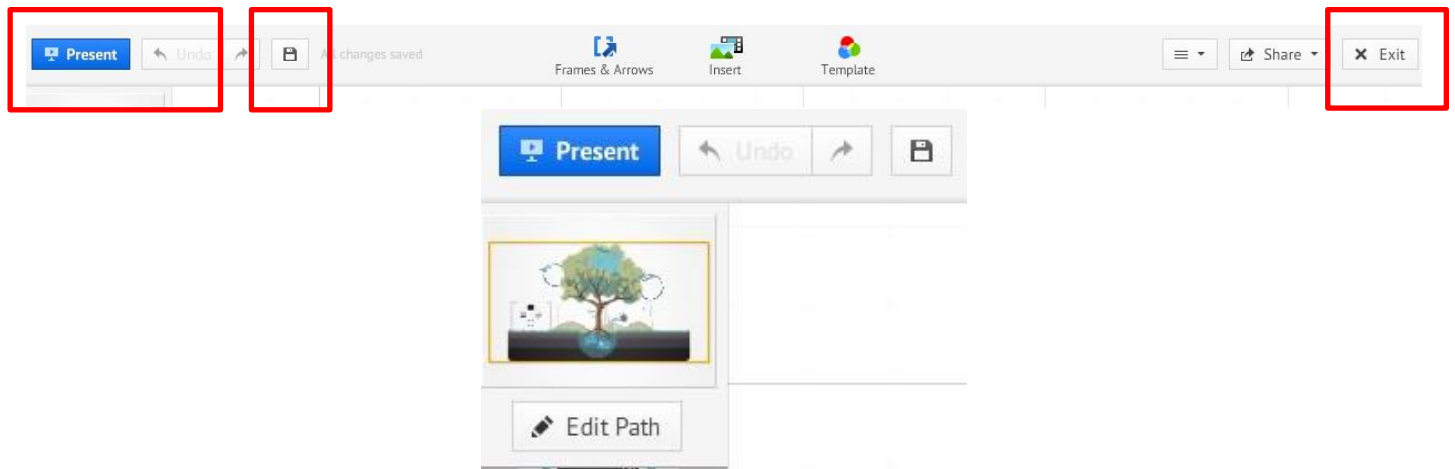 Present Undo All changes saved Frames & Arrows Insert Template Share Exit
Present Undo
Edit Path